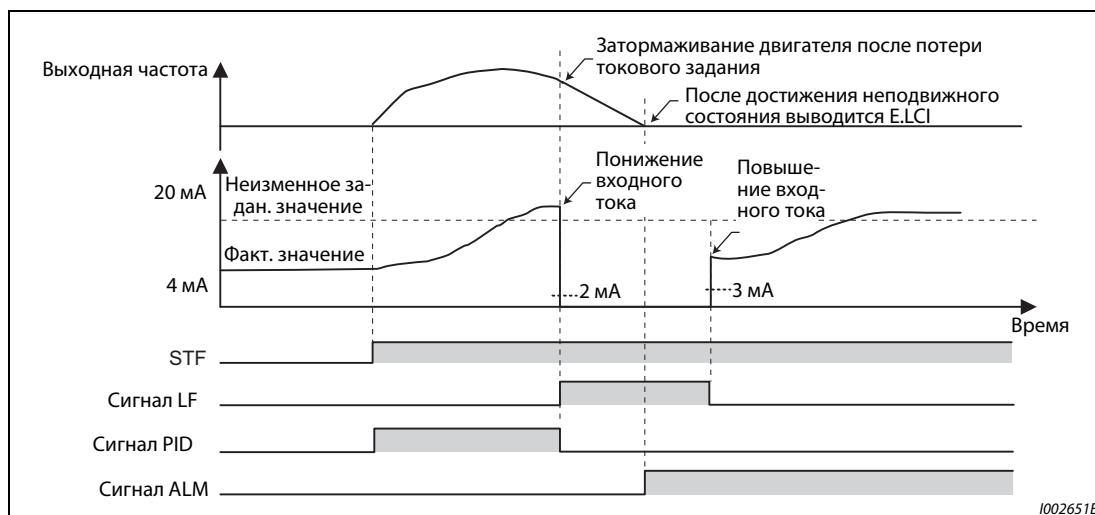 Затормаживание двигателя после потери
токового задания
Выходная частота
После достижения неподвижного
состояния выводится E.LCI
20 мА
Неизменное за-
дан. значение
Понижение
входного
тока
Повыше-
ние вход-
ного тока
Факт. значение
4 мА
2 мА
3 мА
Время
STF
Сигнал LF
Сигнал PID
Сигнал ALM
I002651E